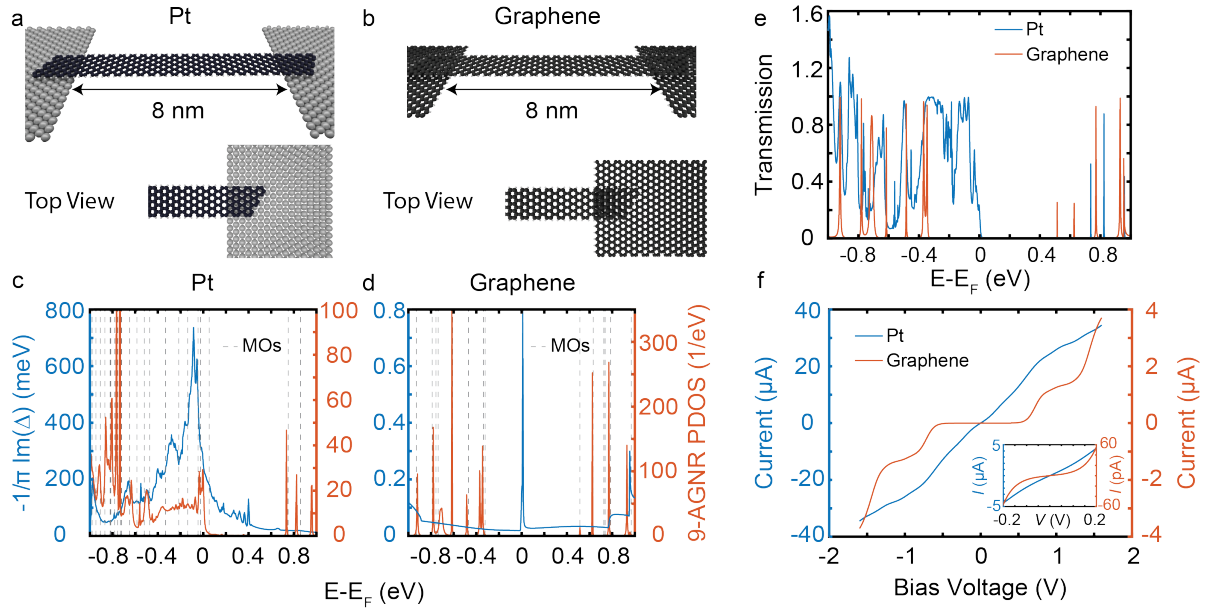 a
Pt
8 nm
Top View
b
Graphene
8 nm
Top View
c
Pt
800
600
400
200
0
-1/π Im(Δ) (meV)
MOs
100
80
60
40
20
0
-0.8
-0.4
0
0.4
0.8
d
Graphene
0.8
0.6
0.4
0.2
0
MOs
300
200
100
0
9-AGNR PDOS (1/eV)
-0.8
-0.4
0
0.4
0.8
E-EF (eV)
e
1.6
1.2
0.8
0.4
0
Transmission
Pt
Graphene
-0.8
-0.4
0
0.4
0.8
E-EF (eV)
f
40
20
0
-20
-40
Current (μA)
Pt
Graphene
4
2
0
-2
-4
Current (μA)
5
-5
I (μA)
60
-60
I (pA)
-0.2
V (V)
0.2
-2
-1
0
1
2
Bias Voltage (V)